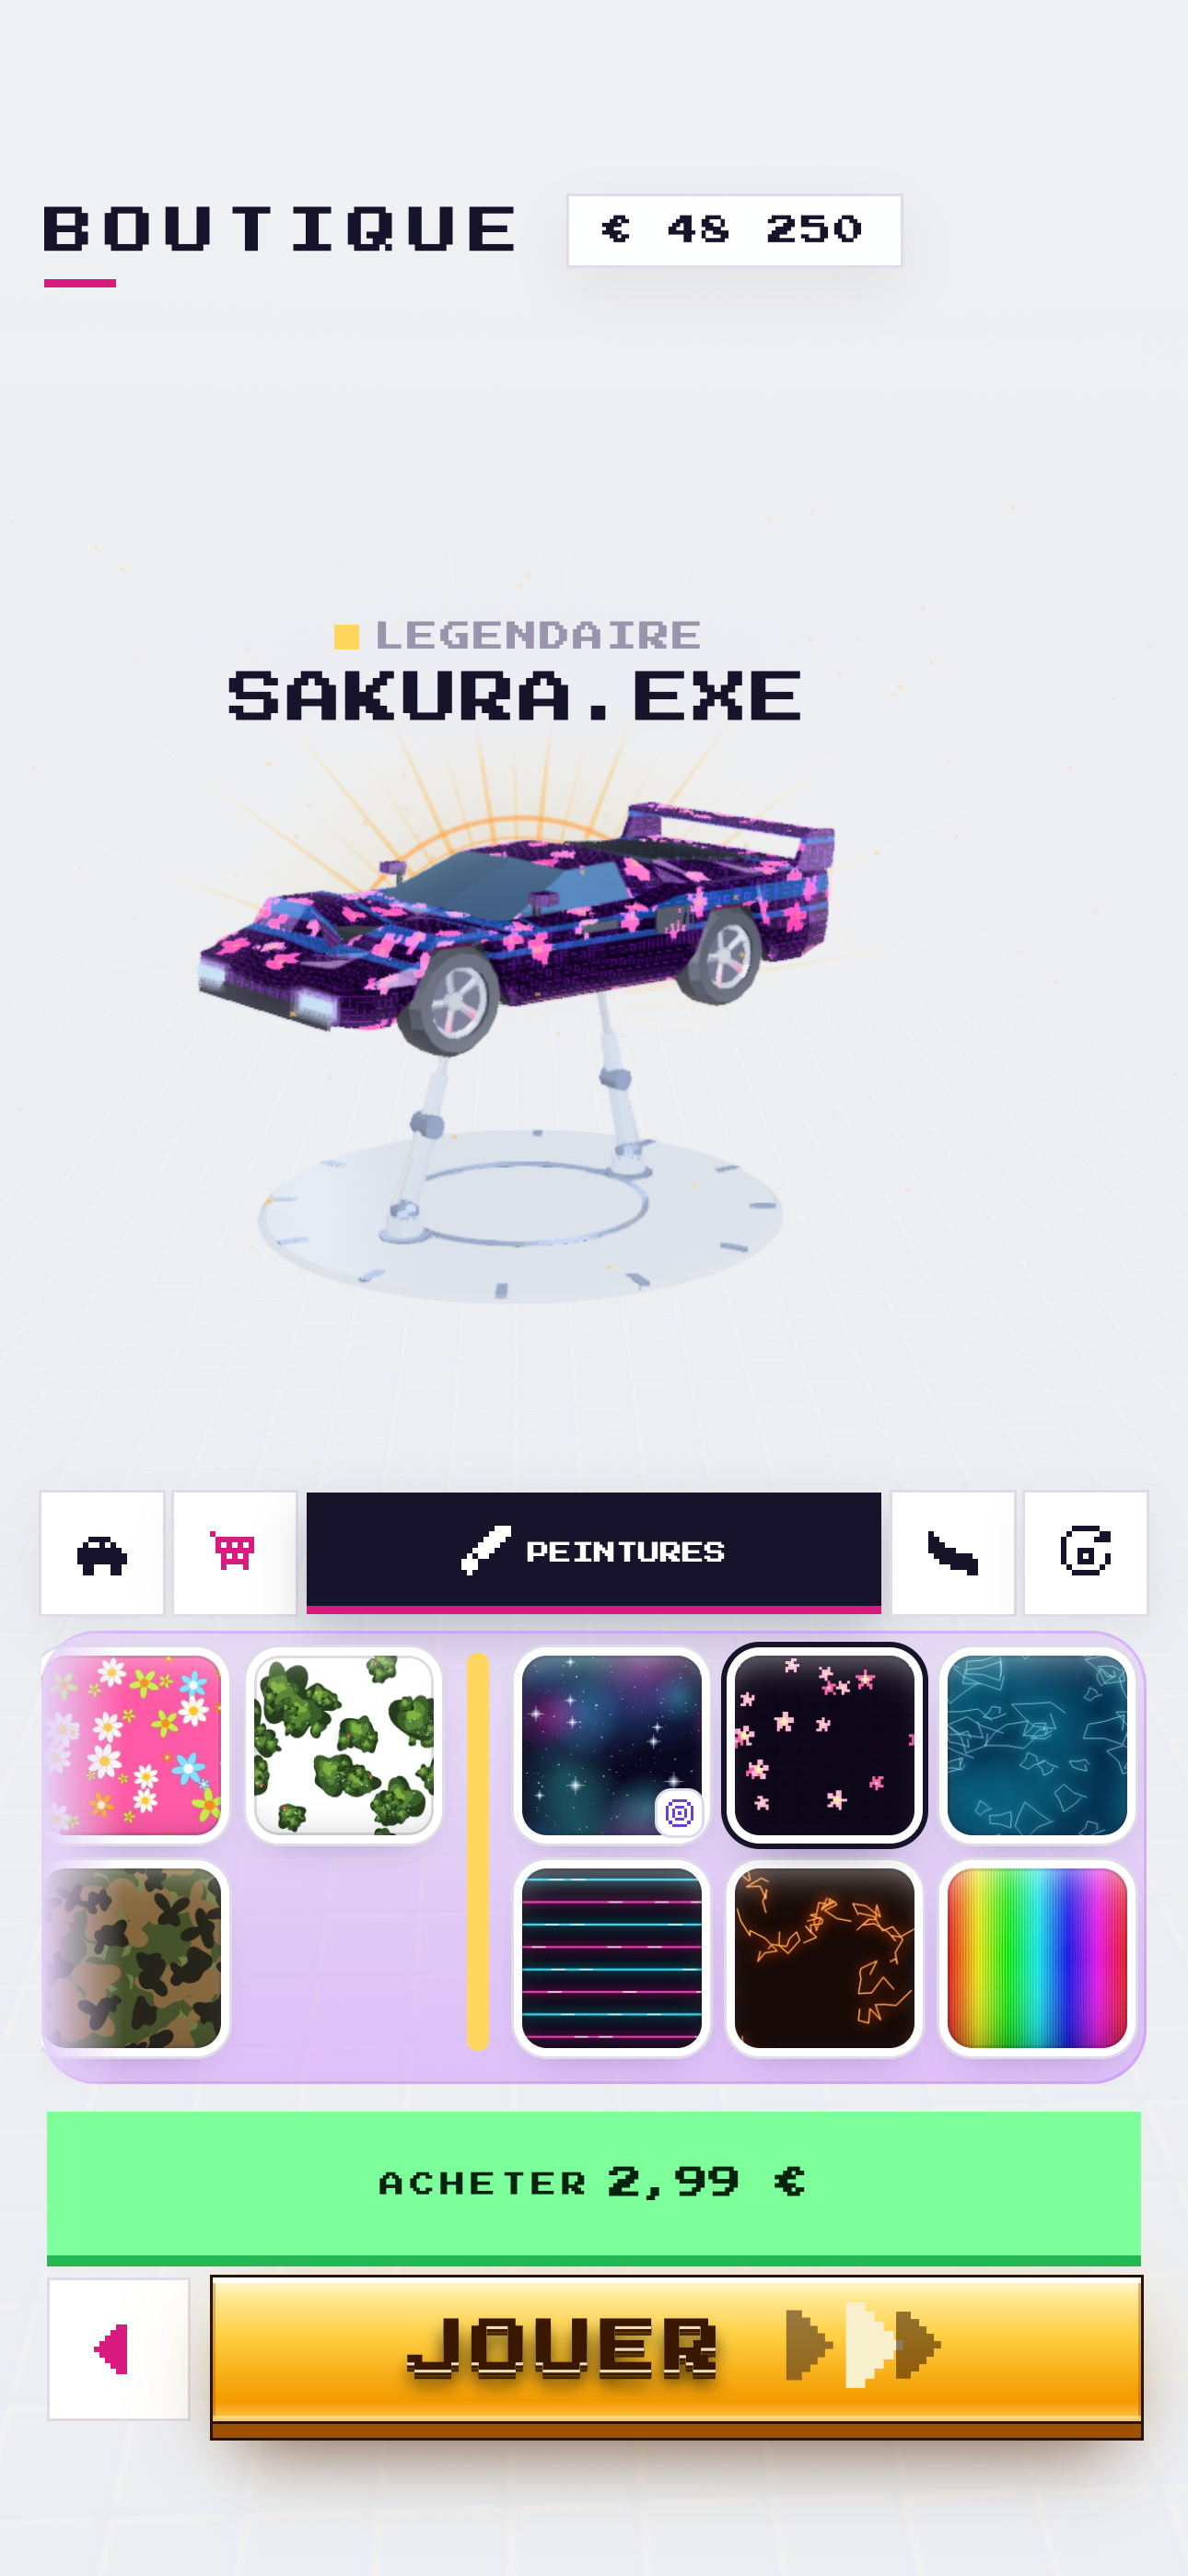 BOUTIQUE
€ 48 250
LEGENDAIRE
SAKURA.EXE
PEINTURES
ACHETER 2,99 €
JOUER